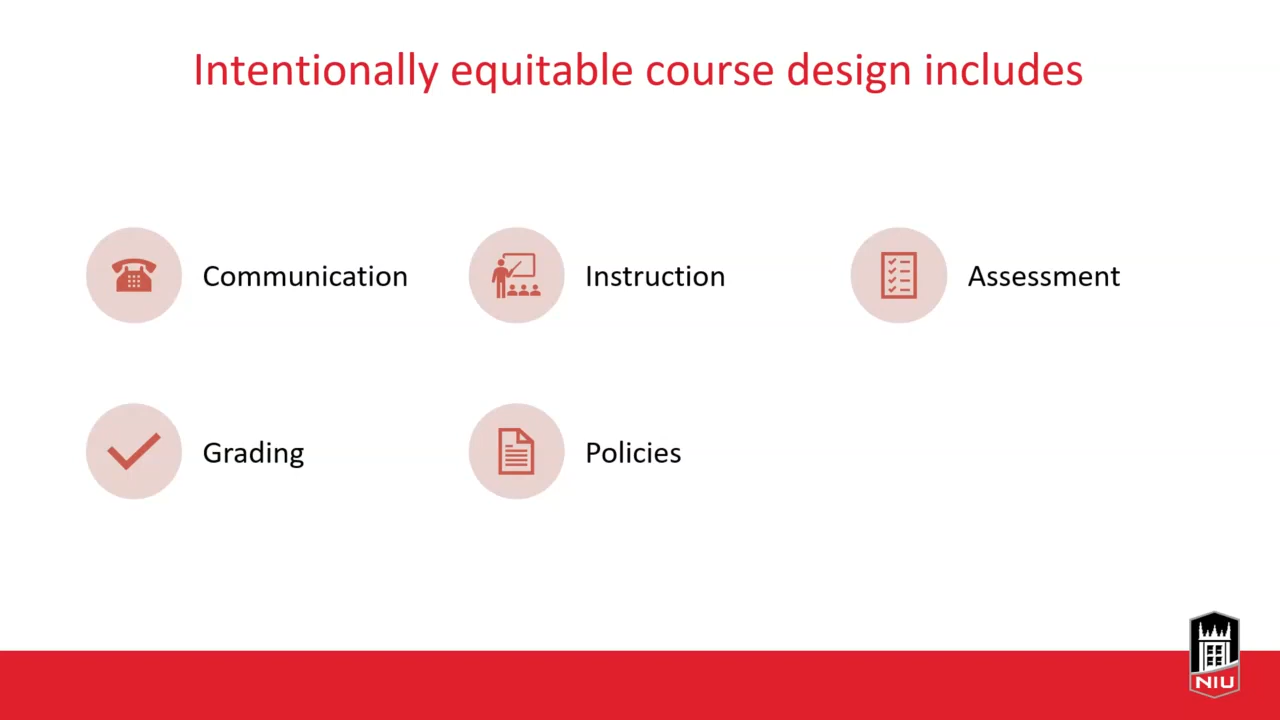 Intentionally equitable course design includes
Communication
Instruction
Assessment
Grading
Policies
NIU